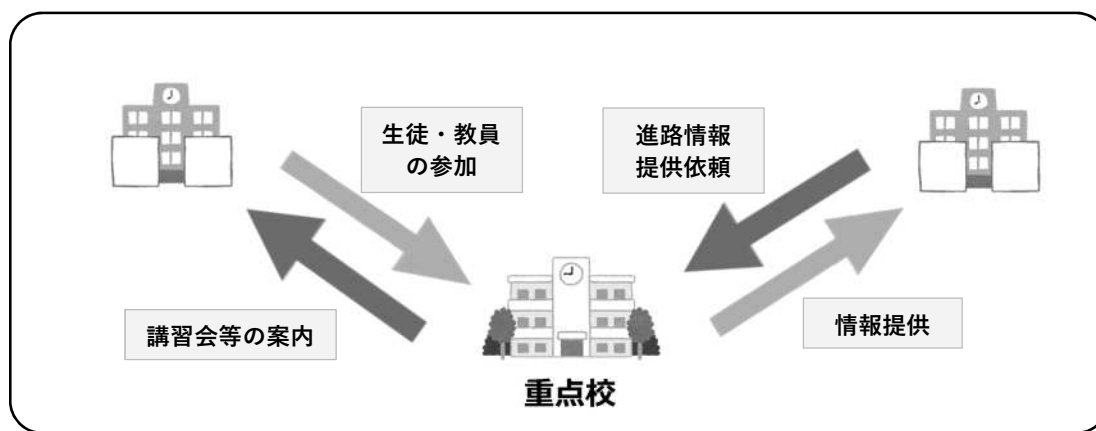 生徒・教員
の参加
進路情報
提供依頼
講習会等の案内
情報提供
重点校